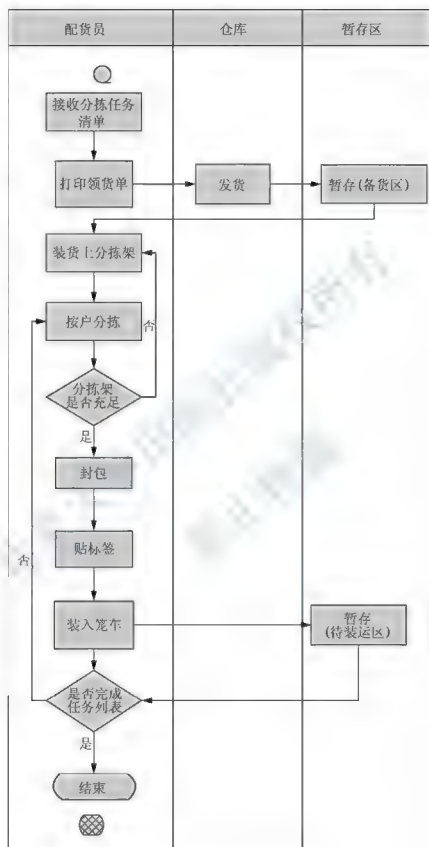 配货员
仓库
暂存区
接收分拣任务
清单
打印领货单
发货
暂存(备货区)
装货上分拣架
按户分拣
否
分拣架
是否充足
是
封包
贴标签
否
装入笼车
暂存
(待装运区)
是否完成
任务列表
是
结束